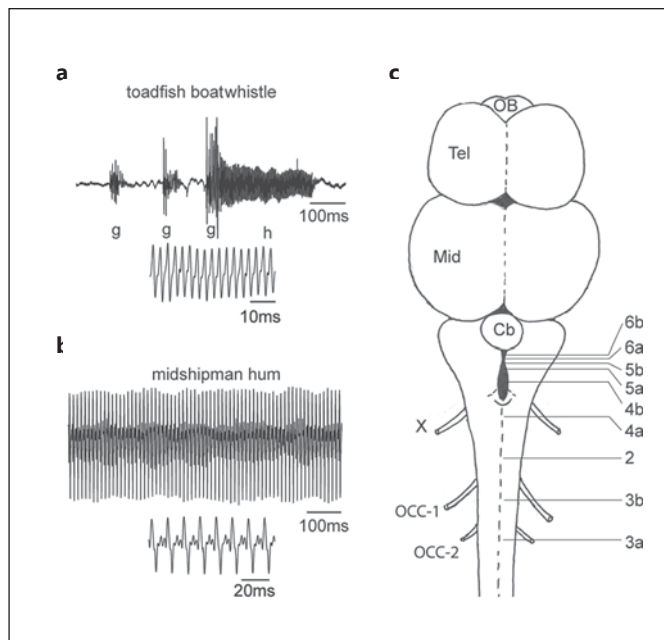 a
toadfish boatwhistle
100ms
g g g h
10ms
b
midshipman hum
100ms
20ms
c
OB
Tel
Mid
Cb
6b
6a
5b
5a
4b
4a
X
2
OCC-1
3b
OCC-2
3a